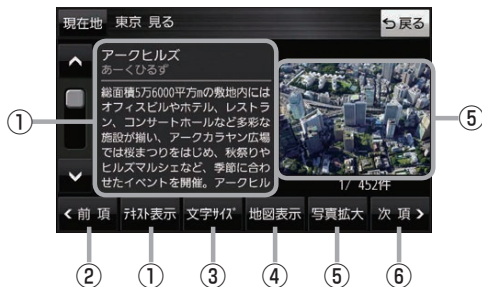 現在地 東京 見る
戻る
アークヒルズ
あーくひるず
総面積5万6000平方mの敷地内には
オフィスビルやホテル、レストラ
ン、コンサートホールなど多彩な
施設が揃い、アークカラヤン広場
では桜まつりをはじめ、秋祭りや
ヒルズマルシェなど、季節に合わ
せたイベントを開催。アークヒル
1/ 452件
前 項 ﾃｷｽﾄ表示 文字ｻｲｽﾞ 地図表示 写真拡大 次 項
① ⑤
② ① ③ ④ ⑤ ⑥